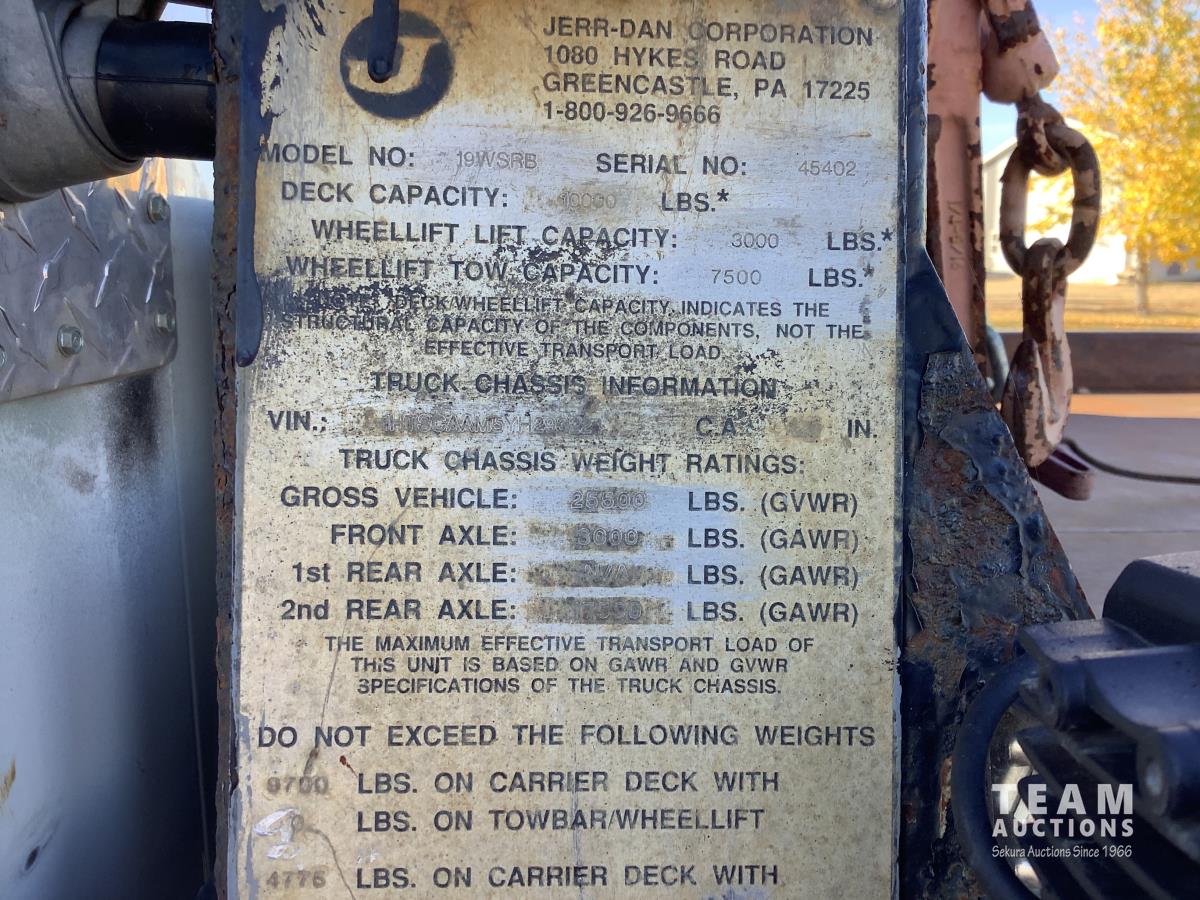 JERR-DAN CORPORATION
1080 HYKES ROAD
GREENCASTLE, PA 17225
1-800-926-9666
MODEL NO: 19WSRB SERIAL NO: 45402
DECK CAPACITY: 10000 LBS.*
WHEELLIFT LIFT CAPACITY: 3000 LBS.*
WHEELLIFT TOW CAPACITY: 7500 LBS.*
DECK/WHEELLIFT CAPACITY INDICATES THE
STRUCTURAL CAPACITY OF THE COMPONENTS, NOT THE
EFFECTIVE TRANSPORT LOAD
TRUCK CHASSIS INFORMATION
VIN.: C.A IN.
TRUCK CHASSIS WEIGHT RATINGS:
GROSS VEHICLE: 25500 LBS. (GVWR)
FRONT AXLE: LBS. (GAWR)
1st REAR AXLE: LBS. (GAWR)
2nd REAR AXLE: LBS. (GAWR)
THE MAXIMUM EFFECTIVE TRANSPORT LOAD OF
THIS UNIT IS BASED ON GAWR AND GVWR
SPECIFICATIONS OF THE TRUCK CHASSIS.
DO NOT EXCEED THE FOLLOWING WEIGHTS
9700 LBS. ON CARRIER DECK WITH
LBS. ON TOWBAR/WHEELLIFT
4776 LBS. ON CARRIER DECK WITH
TEAM
AUCTIONS
Sekura Auctions Since 1966